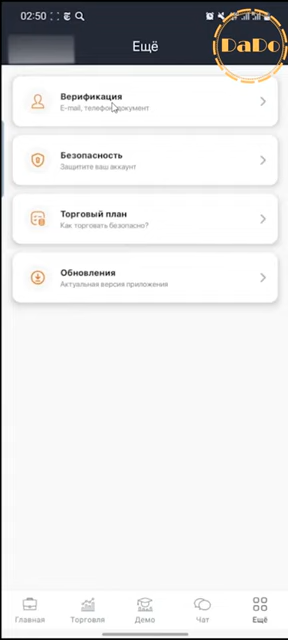 02:50
DaDo
Ещё
Верификация
E-mail, телефон, документ
Безопасность
Защитите ваш аккаунт
Торговый план
Как торговать безопасно?
Обновления
Актуальная версия приложения
Главная
Торговля
Демо
Чат
Ещё